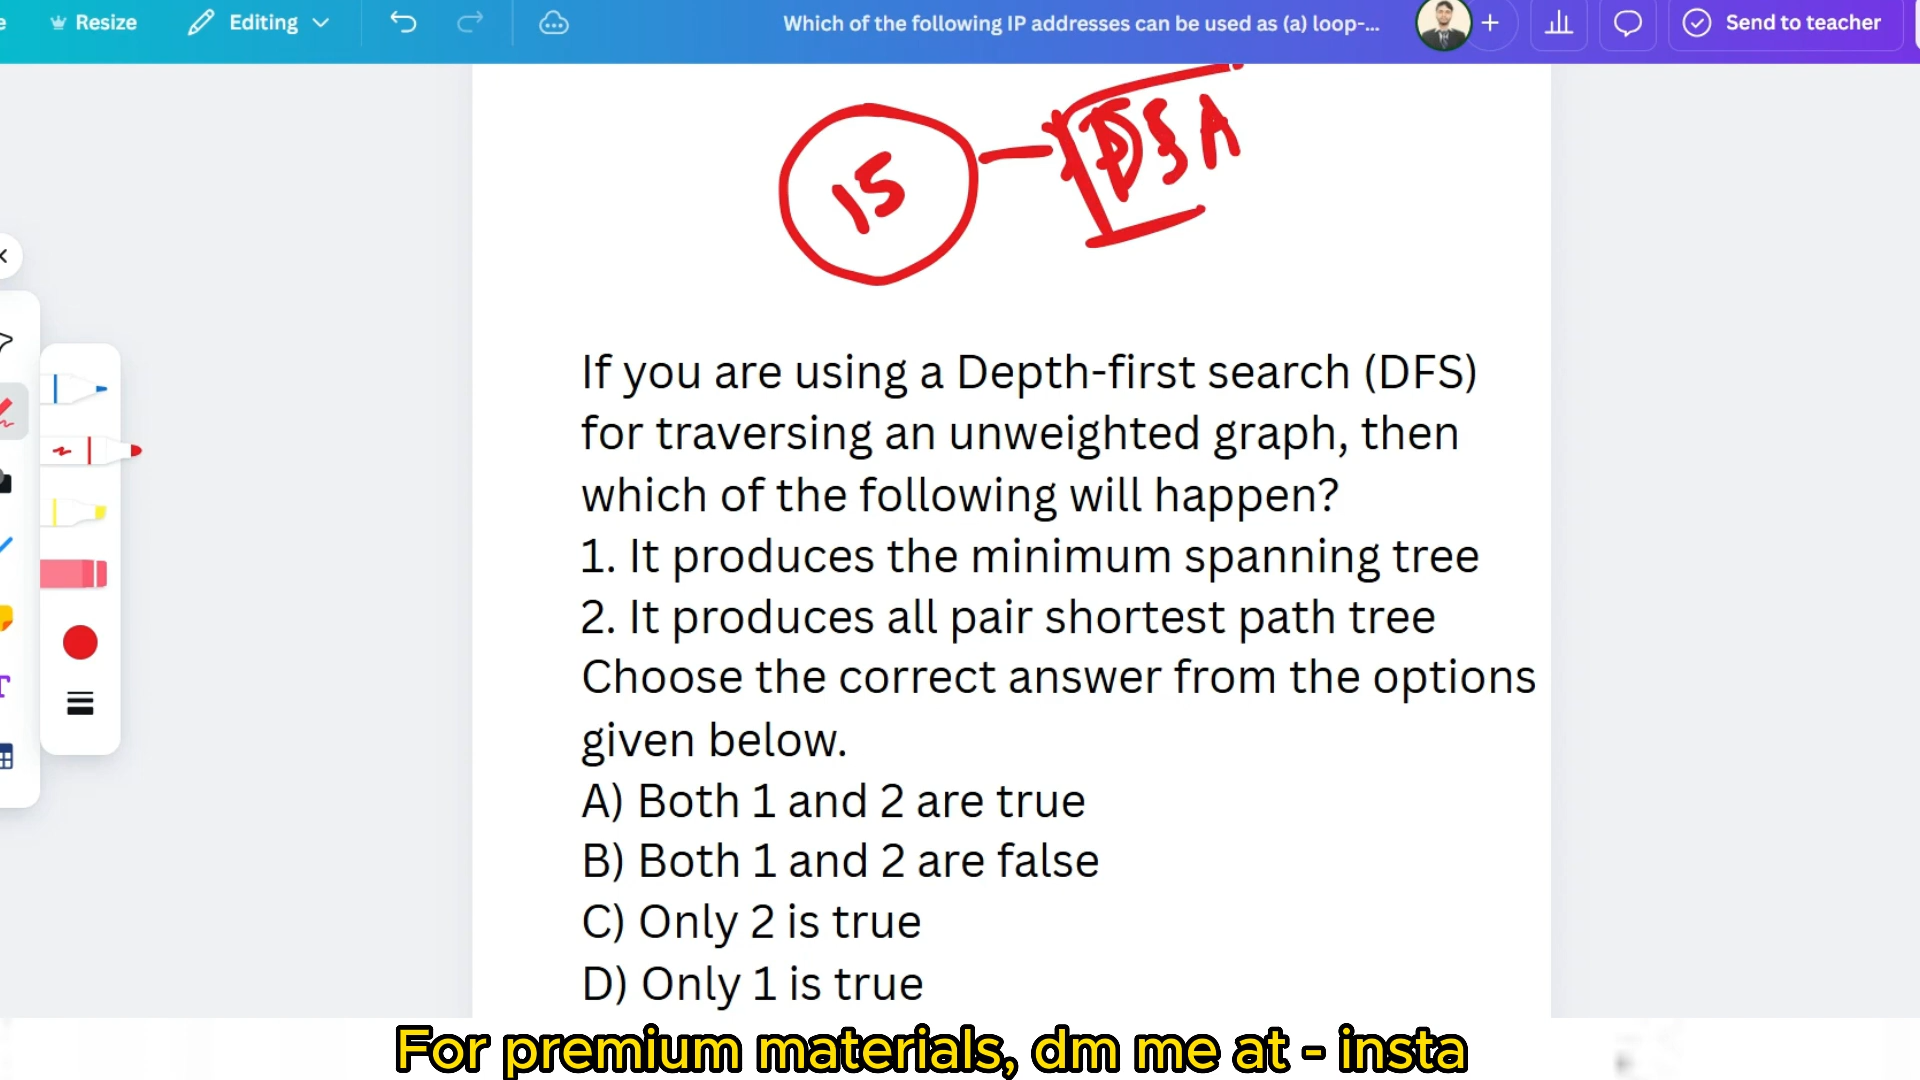 Resize
Editing
Which of the following IP addresses can be used as (a) loop-...
Send to teacher
15 - DSA
If you are using a Depth-first search (DFS)
for traversing an unweighted graph, then
which of the following will happen?
1. It produces the minimum spanning tree
2. It produces all pair shortest path tree
Choose the correct answer from the options
given below.
A) Both 1 and 2 are true
B) Both 1 and 2 are false
C) Only 2 is true
D) Only 1 is true
For premium materials, dm me at - insta